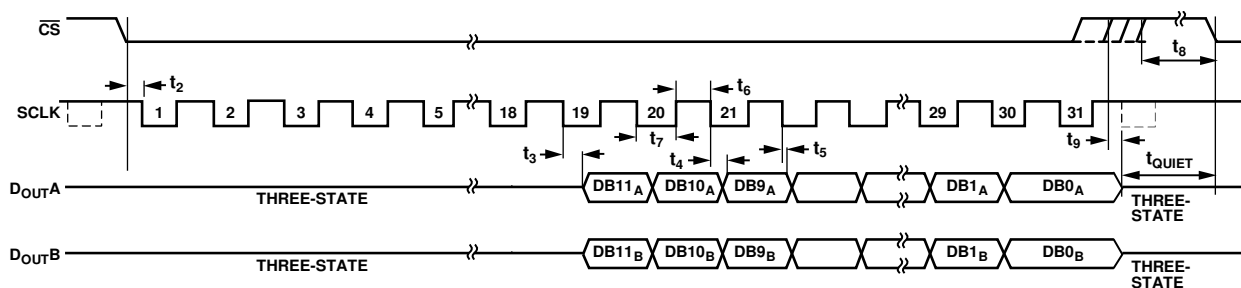 CS
t8
t2
t6
SCLK
1 2 3 4 5 18 19 20 21 29 30 31
t7
t9
t3
t4
t5
tQUIET
DOUTA
THREE-STATE
DB11A DB10A DB9A DB1A DB0A
THREE-
STATE
DOUTB
THREE-STATE
DB11B DB10B DB9B DB1B DB0B
THREE-
STATE